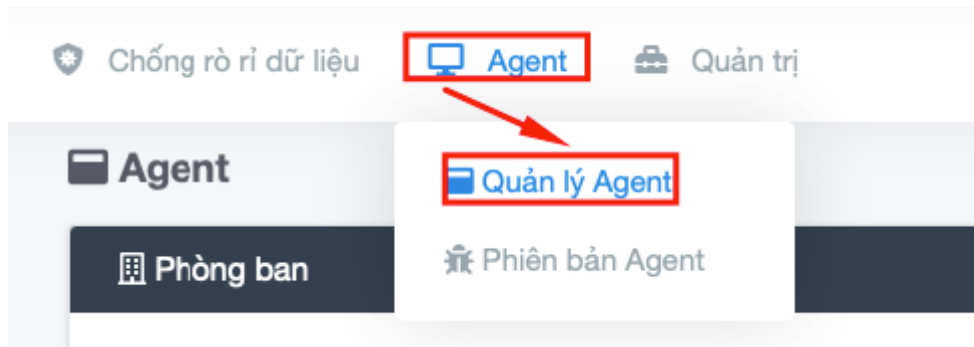 Chống rò rỉ dữ liệu Agent Quản trị
Agent
Quản lý Agent
Phòng ban
Phiên bản Agent